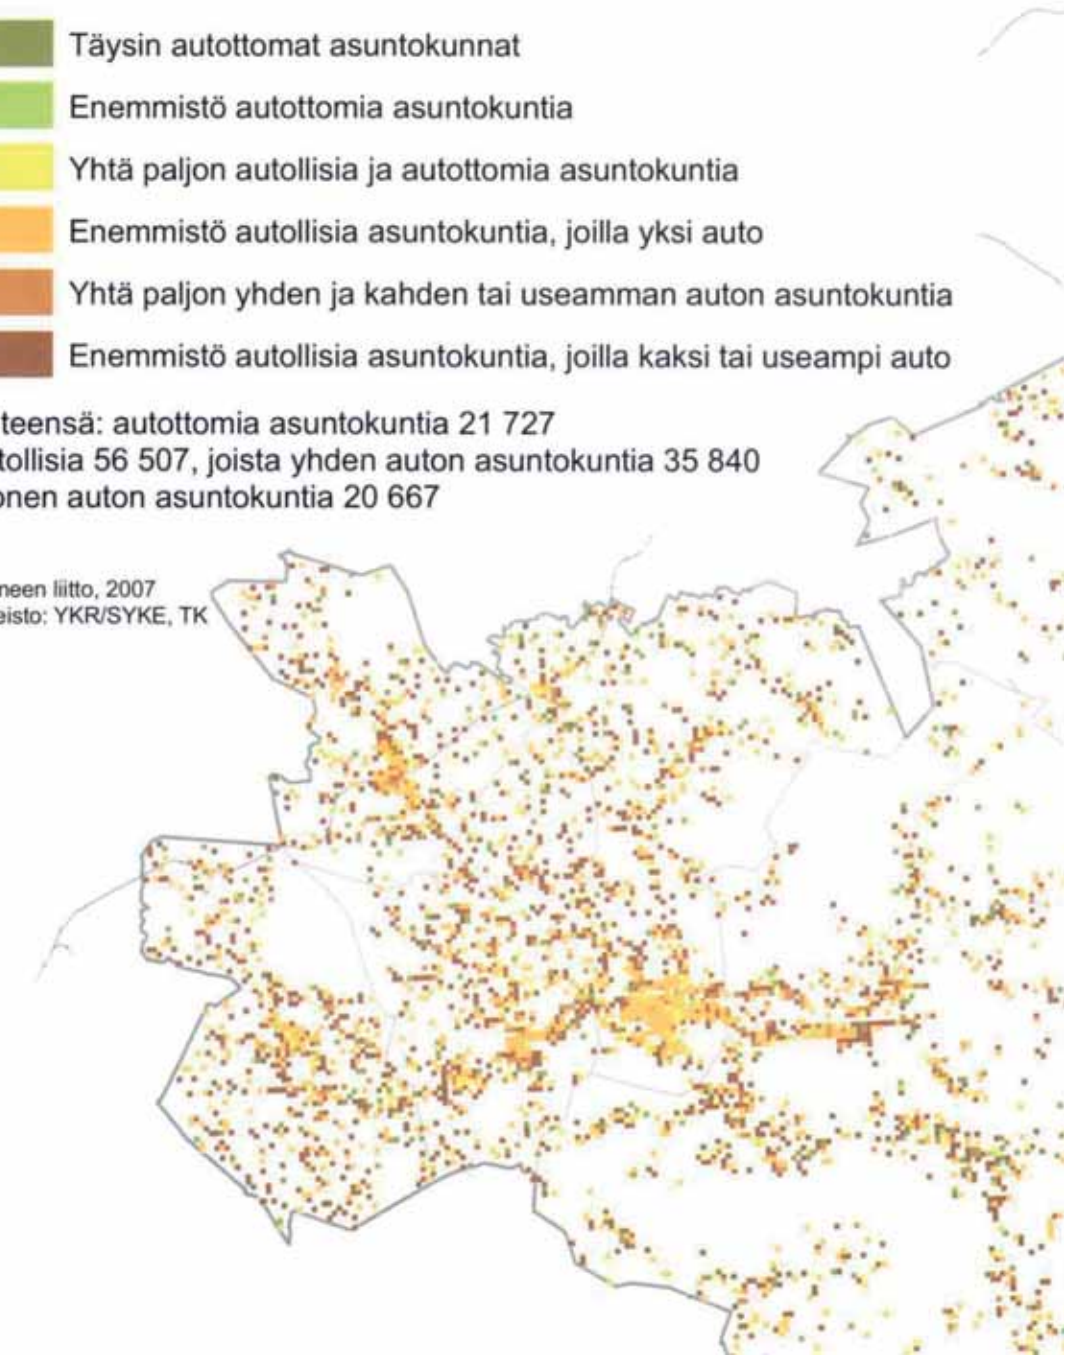 Täysin autottomat asuntokunnat
Enemmistö autottomia asuntokuntia
Yhtä paljon autollisia ja autottomia asuntokuntia
Enemmistö autollisia asuntokuntia, joilla yksi auto
Yhtä paljon yhden ja kahden tai useamman auton asuntokuntia
Enemmistö autollisia asuntokuntia, joilla kaksi tai useampi auto
teensä: autottomia asuntokuntia 21 727
tollisia 56 507, joista yhden auton asuntokuntia 35 840
onen auton asuntokuntia 20 667
meen liitto, 2007
eisto: YKR/SYKE, TK